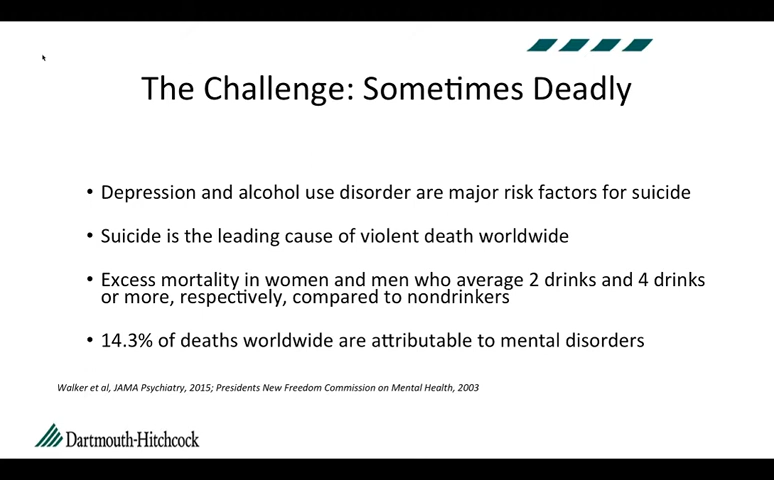 The Challenge: Sometimes Deadly
• Depression and alcohol use disorder are major risk factors for suicide
• Suicide is the leading cause of violent death worldwide
• Excess mortality in women and men who average 2 drinks and 4 drinks
or more, respectively, compared to nondrinkers
• 14.3% of deaths worldwide are attributable to mental disorders
Walker et al, JAMA Psychiatry, 2015; Presidents New Freedom Commission on Mental Health, 2003
Dartmouth-Hitchcock